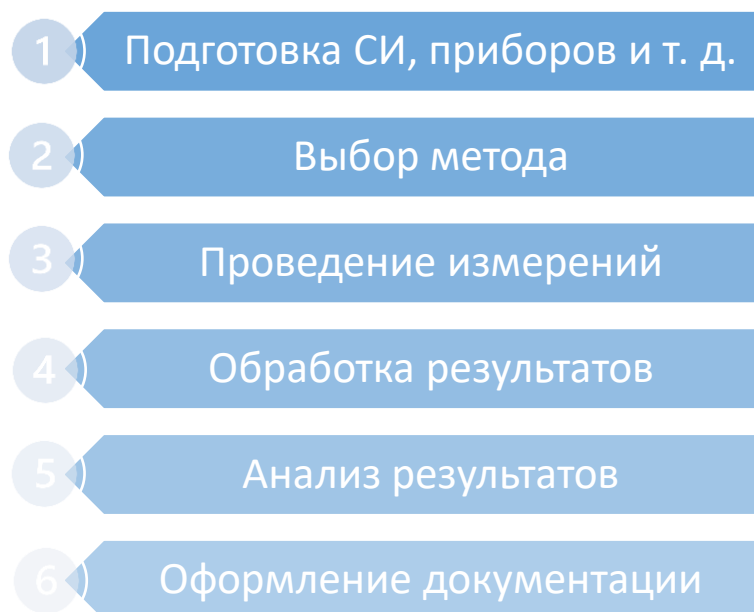 1 Подготовка СИ, приборов и т. д.
2 Выбор метода
3 Проведение измерений
4 Обработка результатов
5 Анализ результатов
6 Оформление документации